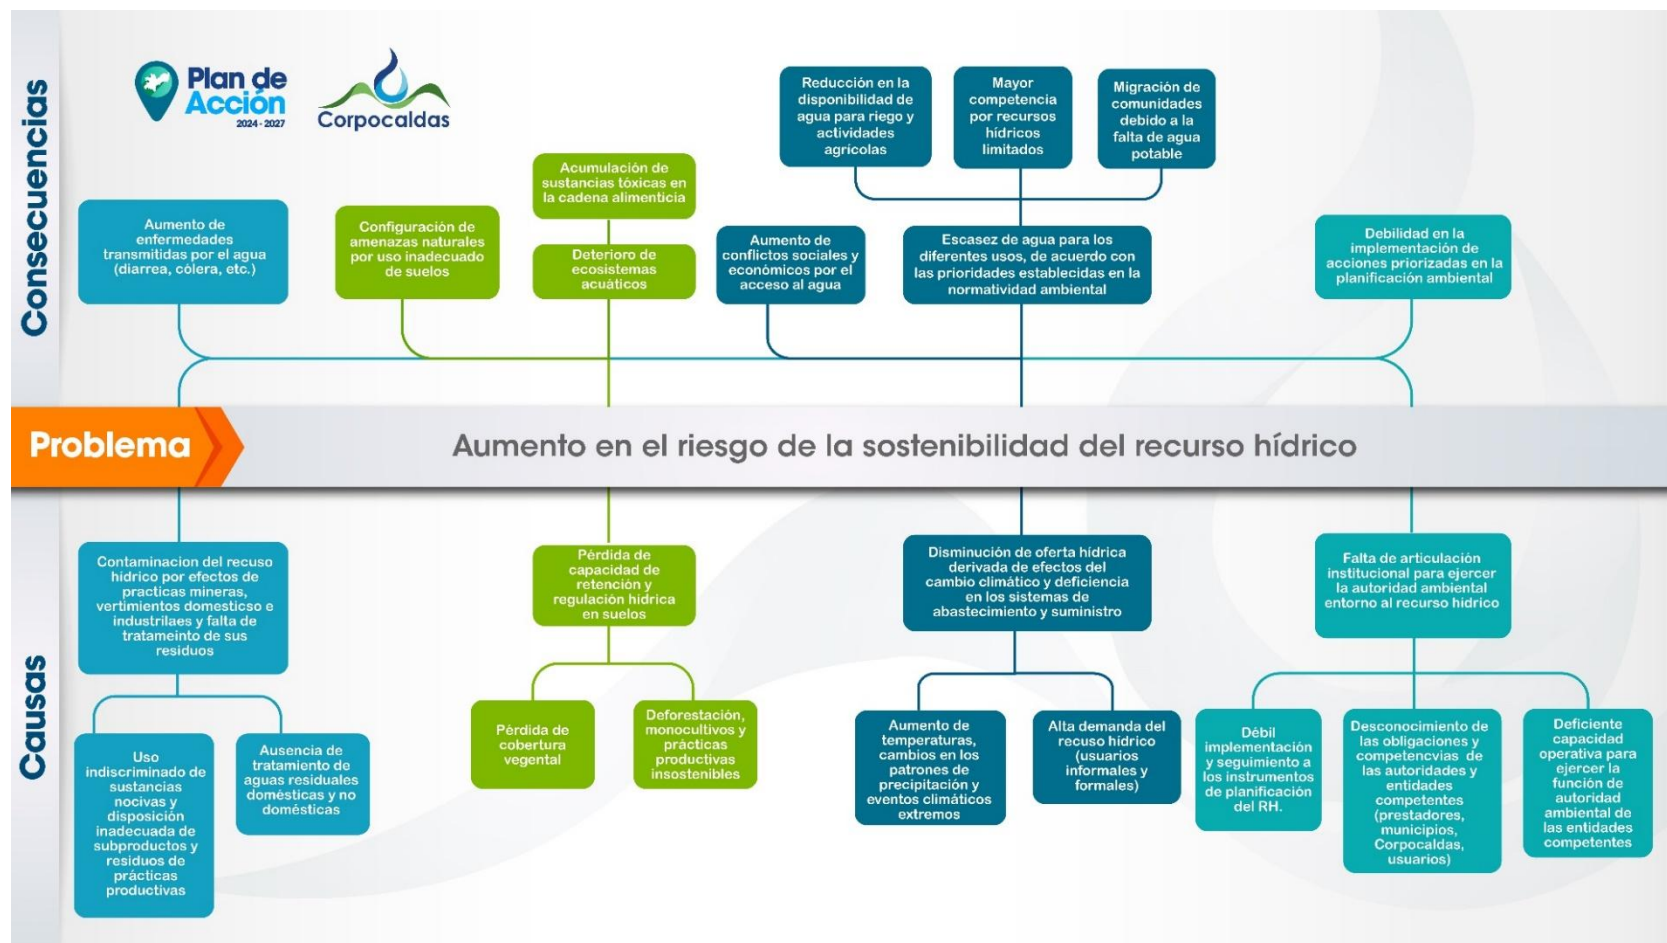 Consecuencias
Plan de
Acción
2024 - 2027
Corpocaldas
Reducción en la
disponibilidad de
agua para riego y
actividades
agrícolas
Mayor
competencia
por recursos
hídricos
limitados
Migración de
comunidades
debido a la
falta de agua
potable
Aumento de
enfermedades
transmitidas por el agua
(diarrea, cólera, etc.)
Configuración de
amenazas naturales
por uso inadecuado
de suelos
Acumulación de
sustancias tóxicas en
la cadena alimenticia
Deterioro de
ecosistemas
acuáticos
Aumento de
conflictos sociales y
económicos por el
acceso al agua
Escasez de agua para los
diferentes usos, de acuerdo con
las prioridades establecidas en la
normatividad ambiental
Debilidad en la
implementación de
acciones priorizadas en la
planificación ambiental
Problema
Aumento en el riesgo de la sostenibilidad del recurso hídrico
Causas
Contaminacion del recuso
hídrico por efectos de
practicas mineras,
vertimientos domesticso e
industrilaes y falta de
tratameinto de sus
residuos
Pérdida de
capacidad de
retención y
regulación hídrica
en suelos
Disminución de oferta hídrica
derivada de efectos del
cambio climático y deficiencia
en los sistemas de
abastecimiento y suministro
Falta de articulación
institucional para ejercer
la autoridad ambiental
entorno al recurso hídrico
Uso
indiscriminado de
sustancias
nocivas y
disposición
inadecuada de
subproductos y
residuos de
prácticas
productivas
Ausencia de
tratamiento de
aguas residuales
domésticas y no
domésticas
Pérdida de
cobertura
vegental
Deforestación,
monocultivos y
prácticas
productivas
insostenibles
Aumento de
temperaturas,
cambios en los
patrones de
precipitación y
eventos climáticos
extremos
Alta demanda del
recuso hídrico
(usuarios
informales y
formales)
Débil
implementación
y seguimiento a
los instrumentos
de planificación
del RH.
Desconocimiento de
las obligaciones y
competencvias de
las autoridades y
entidades
competentes
(prestadores,
municipios,
Corpocaldas,
usuarios)
Deficiente
capacidad
operativa para
ejercer la
función de
autoridad
ambiental de
las entidades
competentes